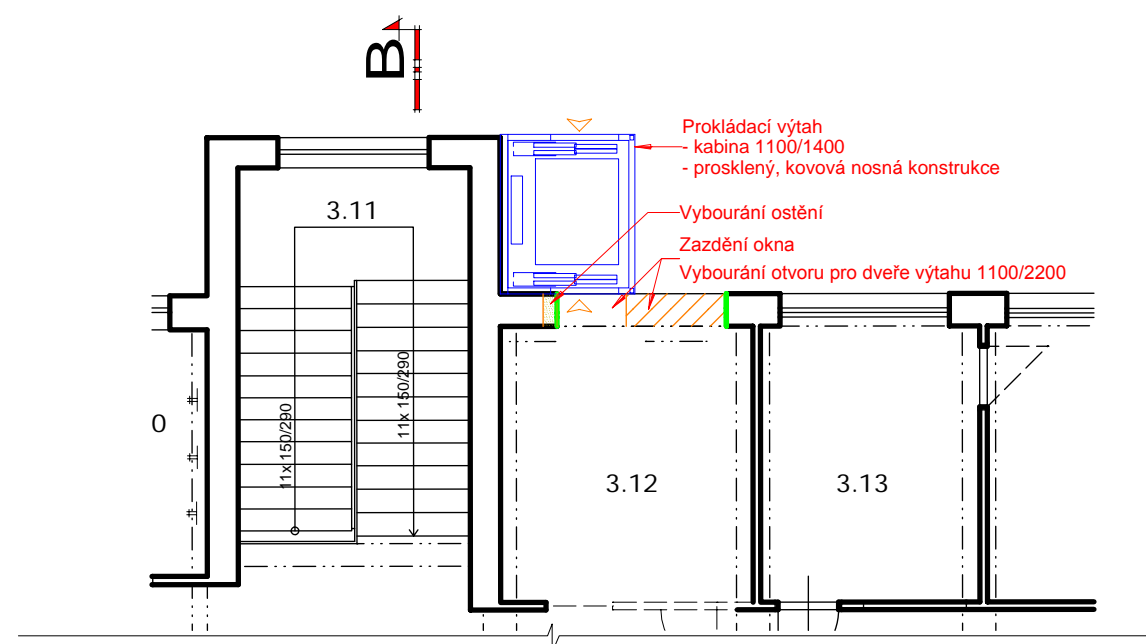 B
Prokládací výtah
- kabina 1100/1400
- prosklený, kovová nosná konstrukce
Vybourání ostění
Zazdění okna
Vybourání otvoru pro dveře výtahu 1100/2200
3.11
11x 150/290
11x 150/290
0
3.12
3.13